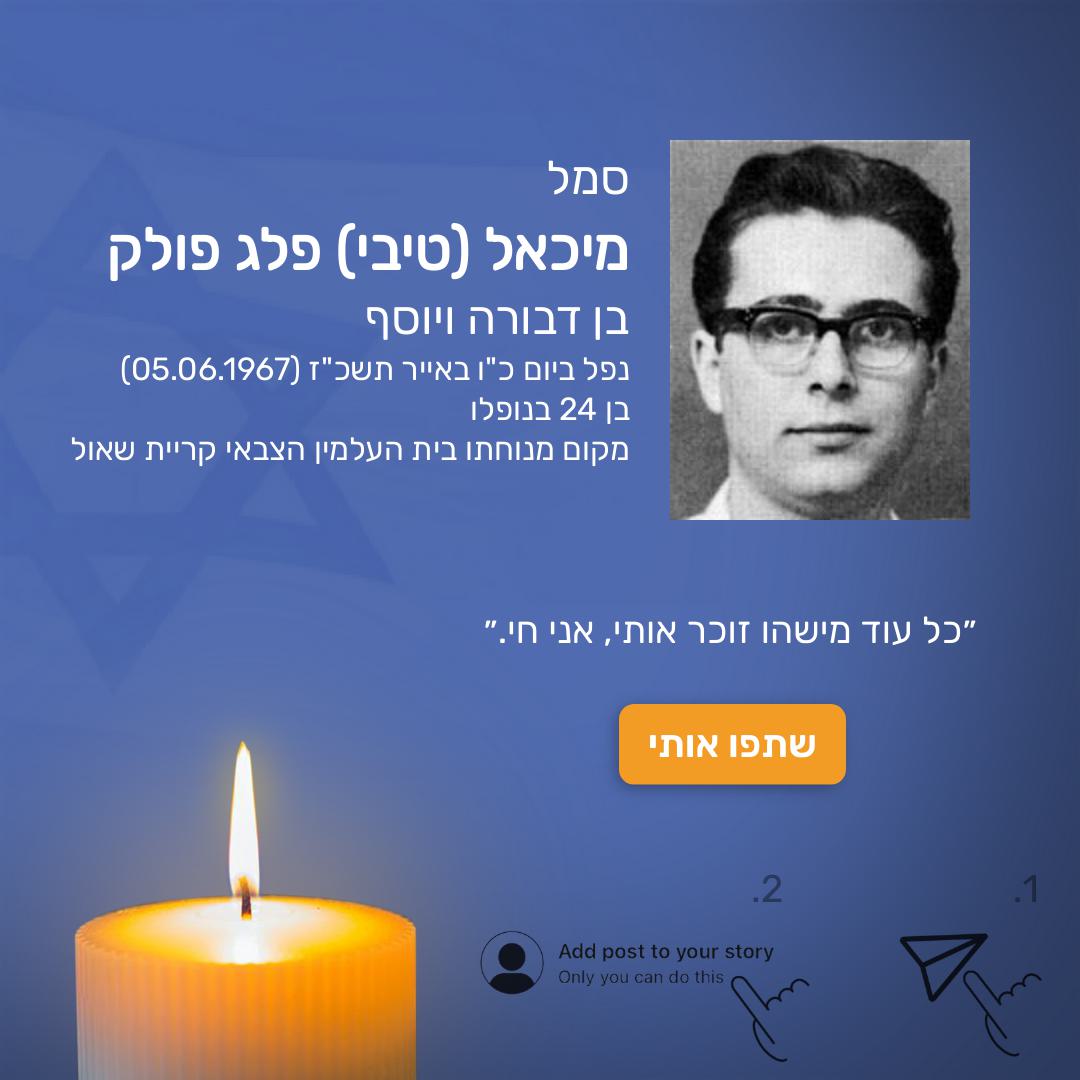 סמל
מיכאל (טיבי) פלג פולק
בן דבורה ויוסף
נפל ביום כ"ו באייר תשכ"ז (05.06.1967)
בן 24 בנופלו
מקום מנוחתו בית העלמין הצבאי קריית שאול
״כל עוד מישהו זוכר אותי, אני חי.״
שתפו אותי
1.
2.
Add post to your story
Only you can do this